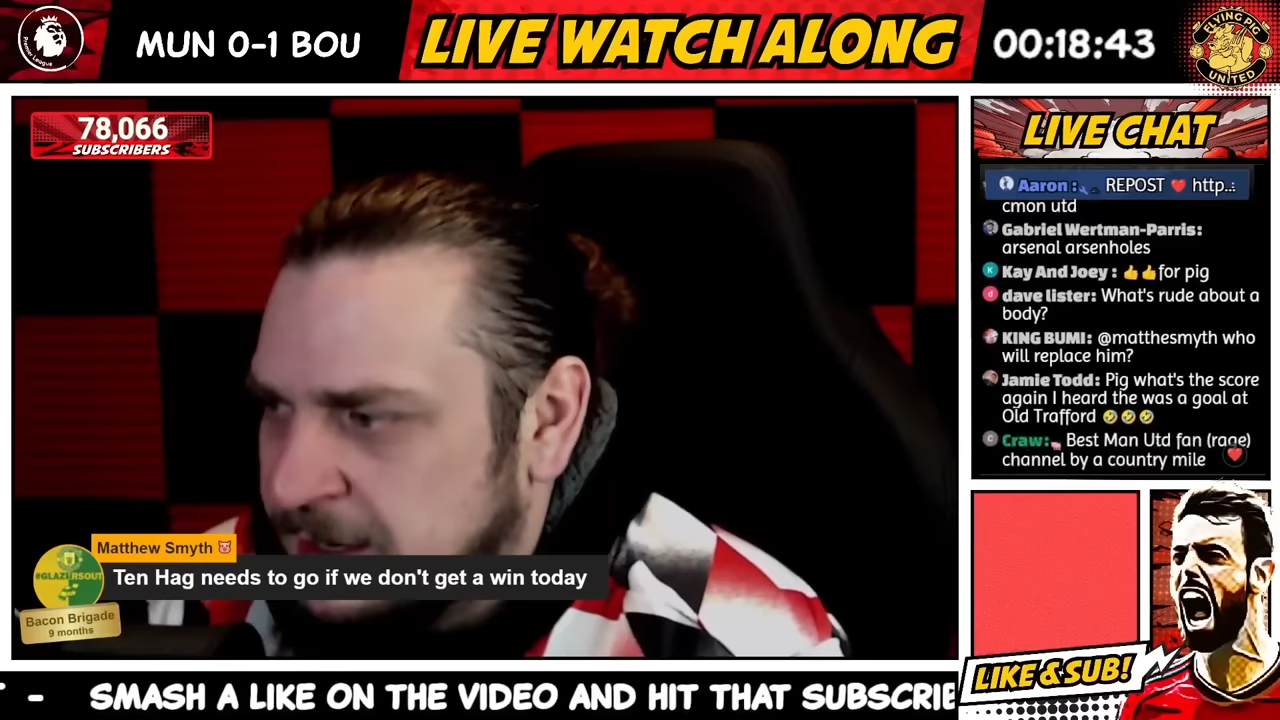 Premier League
MUN 0-1 BOU
LIVE WATCH ALONG
00:18:43
FLYING PIG
UNITED
78,066
SUBSCRIBERS
LIVE CHAT
Aaron : REPOST ❤️ http..:
cmon utd
Gabriel Wertman-Parris:
arsenal arsenholes
Kay And Joey : 👍👍for pig
dave lister: What's rude about a
body?
KING BUMI: @matthesmyth who
will replace him?
Jamie Todd: Pig what's the score
again I heard the was a goal at
Old Trafford 🤣🤣🤣
Craw: Best Man Utd fan (rage)
channel by a country mile
Matthew Smyth
#GLAZERSOUT
Ten Hag needs to go if we don't get a win today
Bacon Brigade
9 months
LIKE & SUB!
- SMASH A LIKE ON THE VIDEO AND HIT THAT SUBSCRIBE